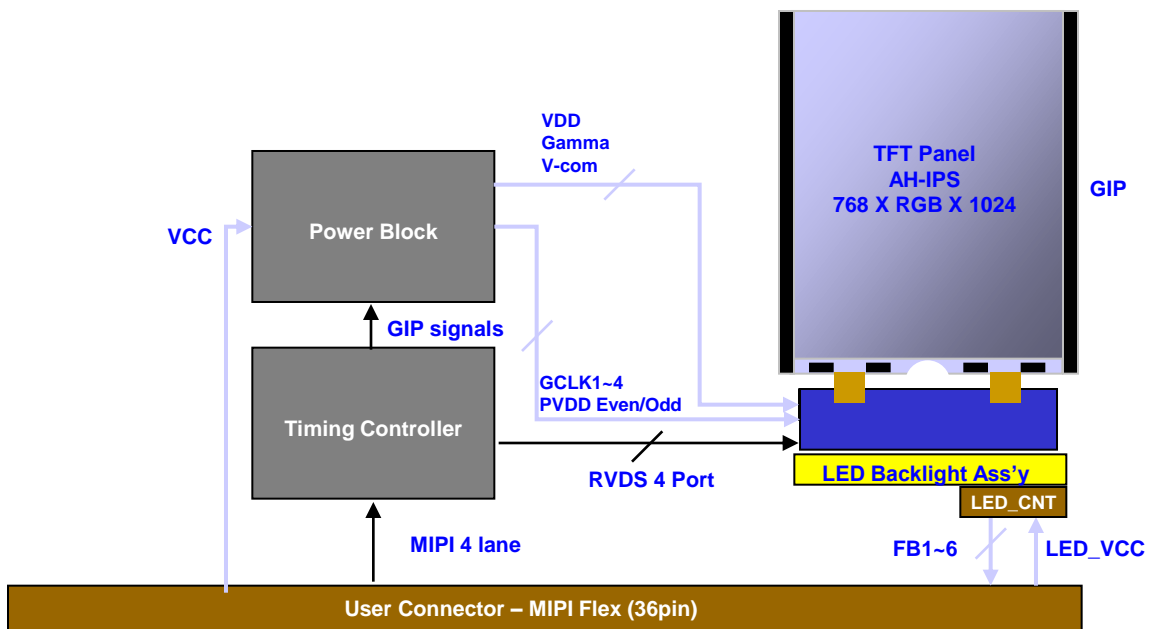 VDD
Gamma
V-com
TFT Panel
AH-IPS
768 X RGB X 1024
GIP
VCC
Power Block
GIP signals
GCLK1~4
PVDD Even/Odd
Timing Controller
RVDS 4 Port
LED Backlight Ass'y
LED_CNT
MIPI 4 lane
FB1~6
LED_VCC
User Connector – MIPI Flex (36pin)